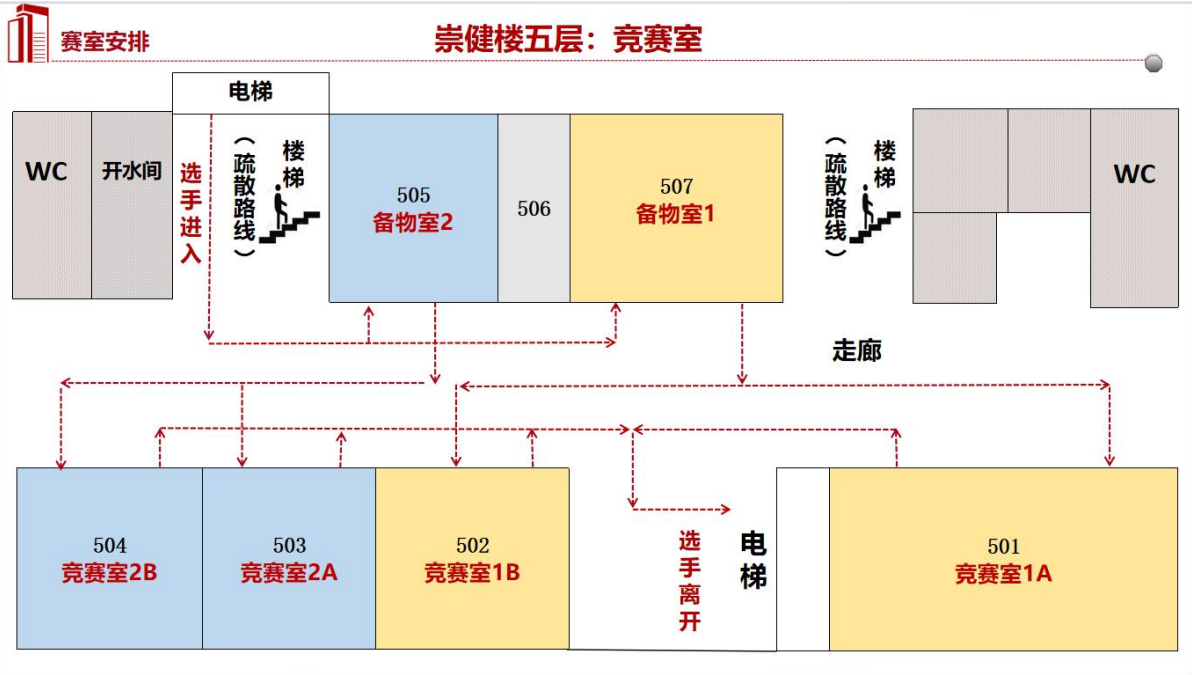 赛室安排
崇健楼五层：竞赛室
电梯
WC
开水间
选手进入
（疏散路线）
楼梯
505
备物室2
506
507
备物室1
（疏散路线）
楼梯
WC
走廊
504
竞赛室2B
503
竞赛室2A
502
竞赛室1B
选手离开
电梯
501
竞赛室1A